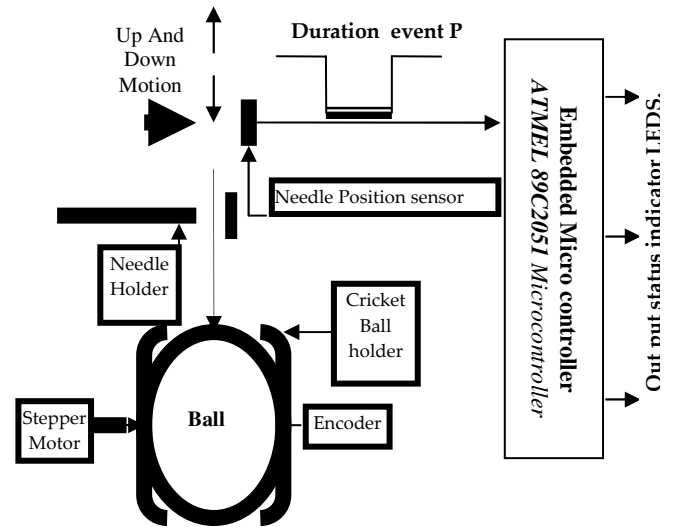 Up And
Down
Motion
Duration event P
Needle Position sensor
Needle
Holder
Cricket
Ball
holder
Stepper
Motor
Ball
Encoder
Embedded Micro controller
ATMEL 89C2051 Microcontroller
Out put status indicator LEDS.